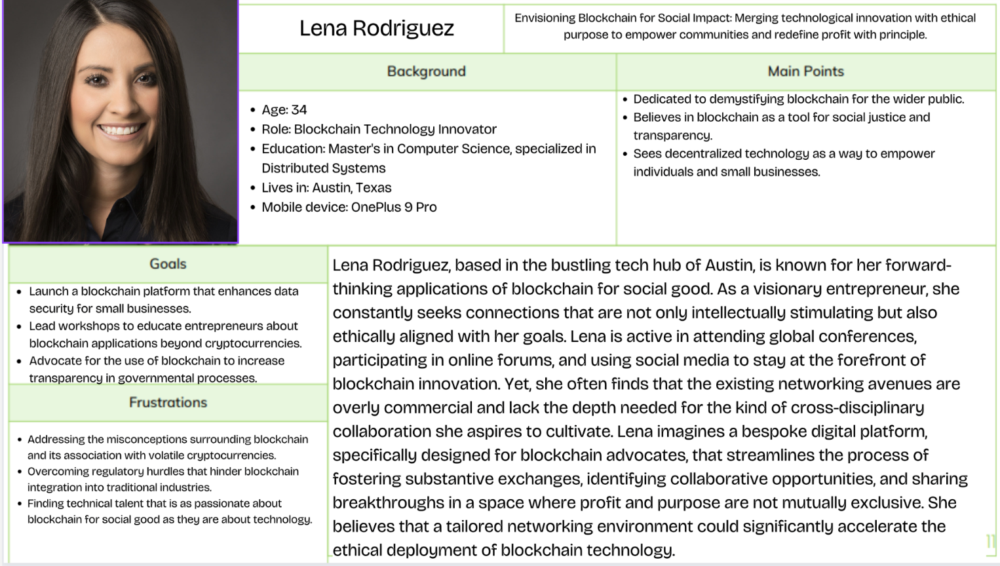 Lena Rodriguez
Envisioning Blockchain for Social Impact: Merging technological innovation with ethical
purpose to empower communities and redefine profit with principle.
Background
• Age: 34
• Role: Blockchain Technology Innovator
• Education: Master's in Computer Science, specialized in
Distributed Systems
• Lives in: Austin, Texas
• Mobile device: OnePlus 9 Pro
Main Points
• Dedicated to demystifying blockchain for the wider public.
• Believes in blockchain as a tool for social justice and
transparency.
• Sees decentralized technology as a way to empower
individuals and small businesses.
Goals
• Launch a blockchain platform that enhances data
security for small businesses.
• Lead workshops to educate entrepreneurs about
blockchain applications beyond cryptocurrencies.
• Advocate for the use of blockchain to increase
transparency in governmental processes.
Frustrations
• Addressing the misconceptions surrounding blockchain
and its association with volatile cryptocurrencies.
• Overcoming regulatory hurdles that hinder blockchain
integration into traditional industries.
• Finding technical talent that is as passionate about
blockchain for social good as they are about technology.
Lena Rodriguez, based in the bustling tech hub of Austin, is known for her forward-
thinking applications of blockchain for social good. As a visionary entrepreneur, she
constantly seeks connections that are not only intellectually stimulating but also
ethically aligned with her goals. Lena is active in attending global conferences,
participating in online forums, and using social media to stay at the forefront of
blockchain innovation. Yet, she often finds that the existing networking avenues are
overly commercial and lack the depth needed for the kind of cross-disciplinary
collaboration she aspires to cultivate. Lena imagines a bespoke digital platform,
specifically designed for blockchain advocates, that streamlines the process of
fostering substantive exchanges, identifying collaborative opportunities, and sharing
breakthroughs in a space where profit and purpose are not mutually exclusive. She
believes that a tailored networking environment could significantly accelerate the
ethical deployment of blockchain technology.
11